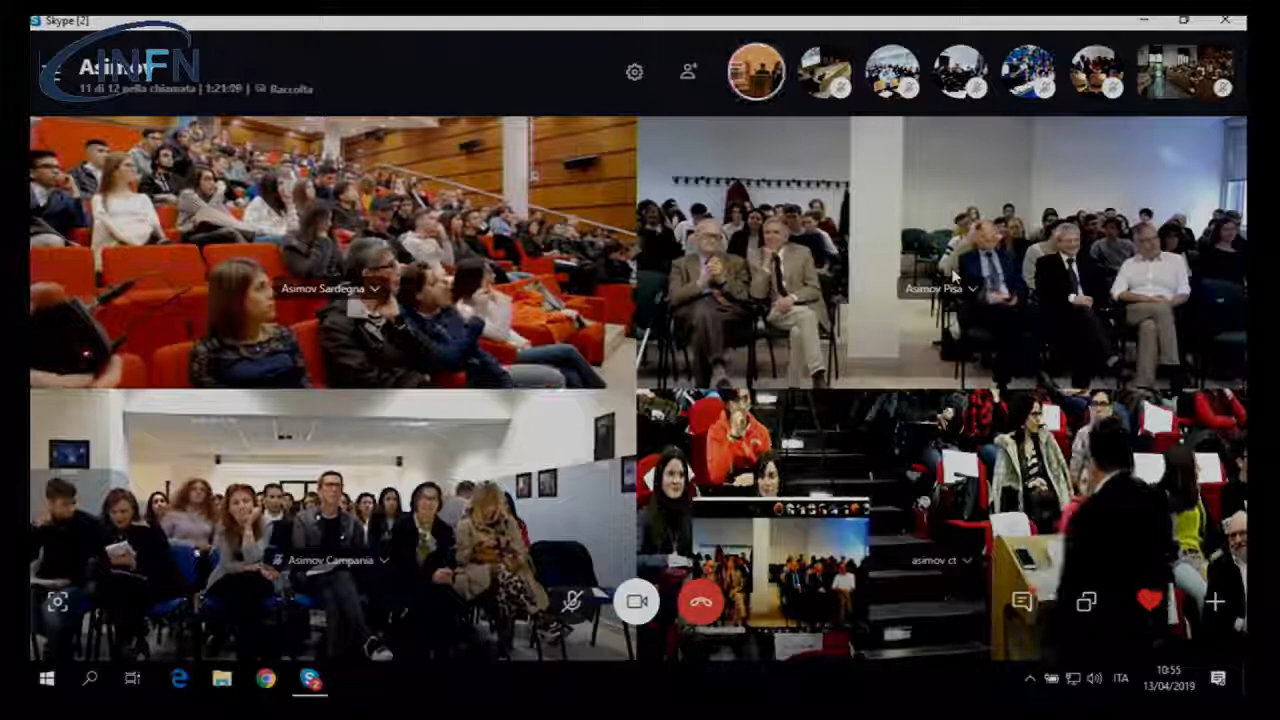 Skype [2]
INFN
Asimov
11 di 12 nella chiamata | 1:21:?9 | Raccolta
Asimov Sardegna
Asimov Pisa
Asimov Campania
asimov ct
ITA
10:55
13/04/2019